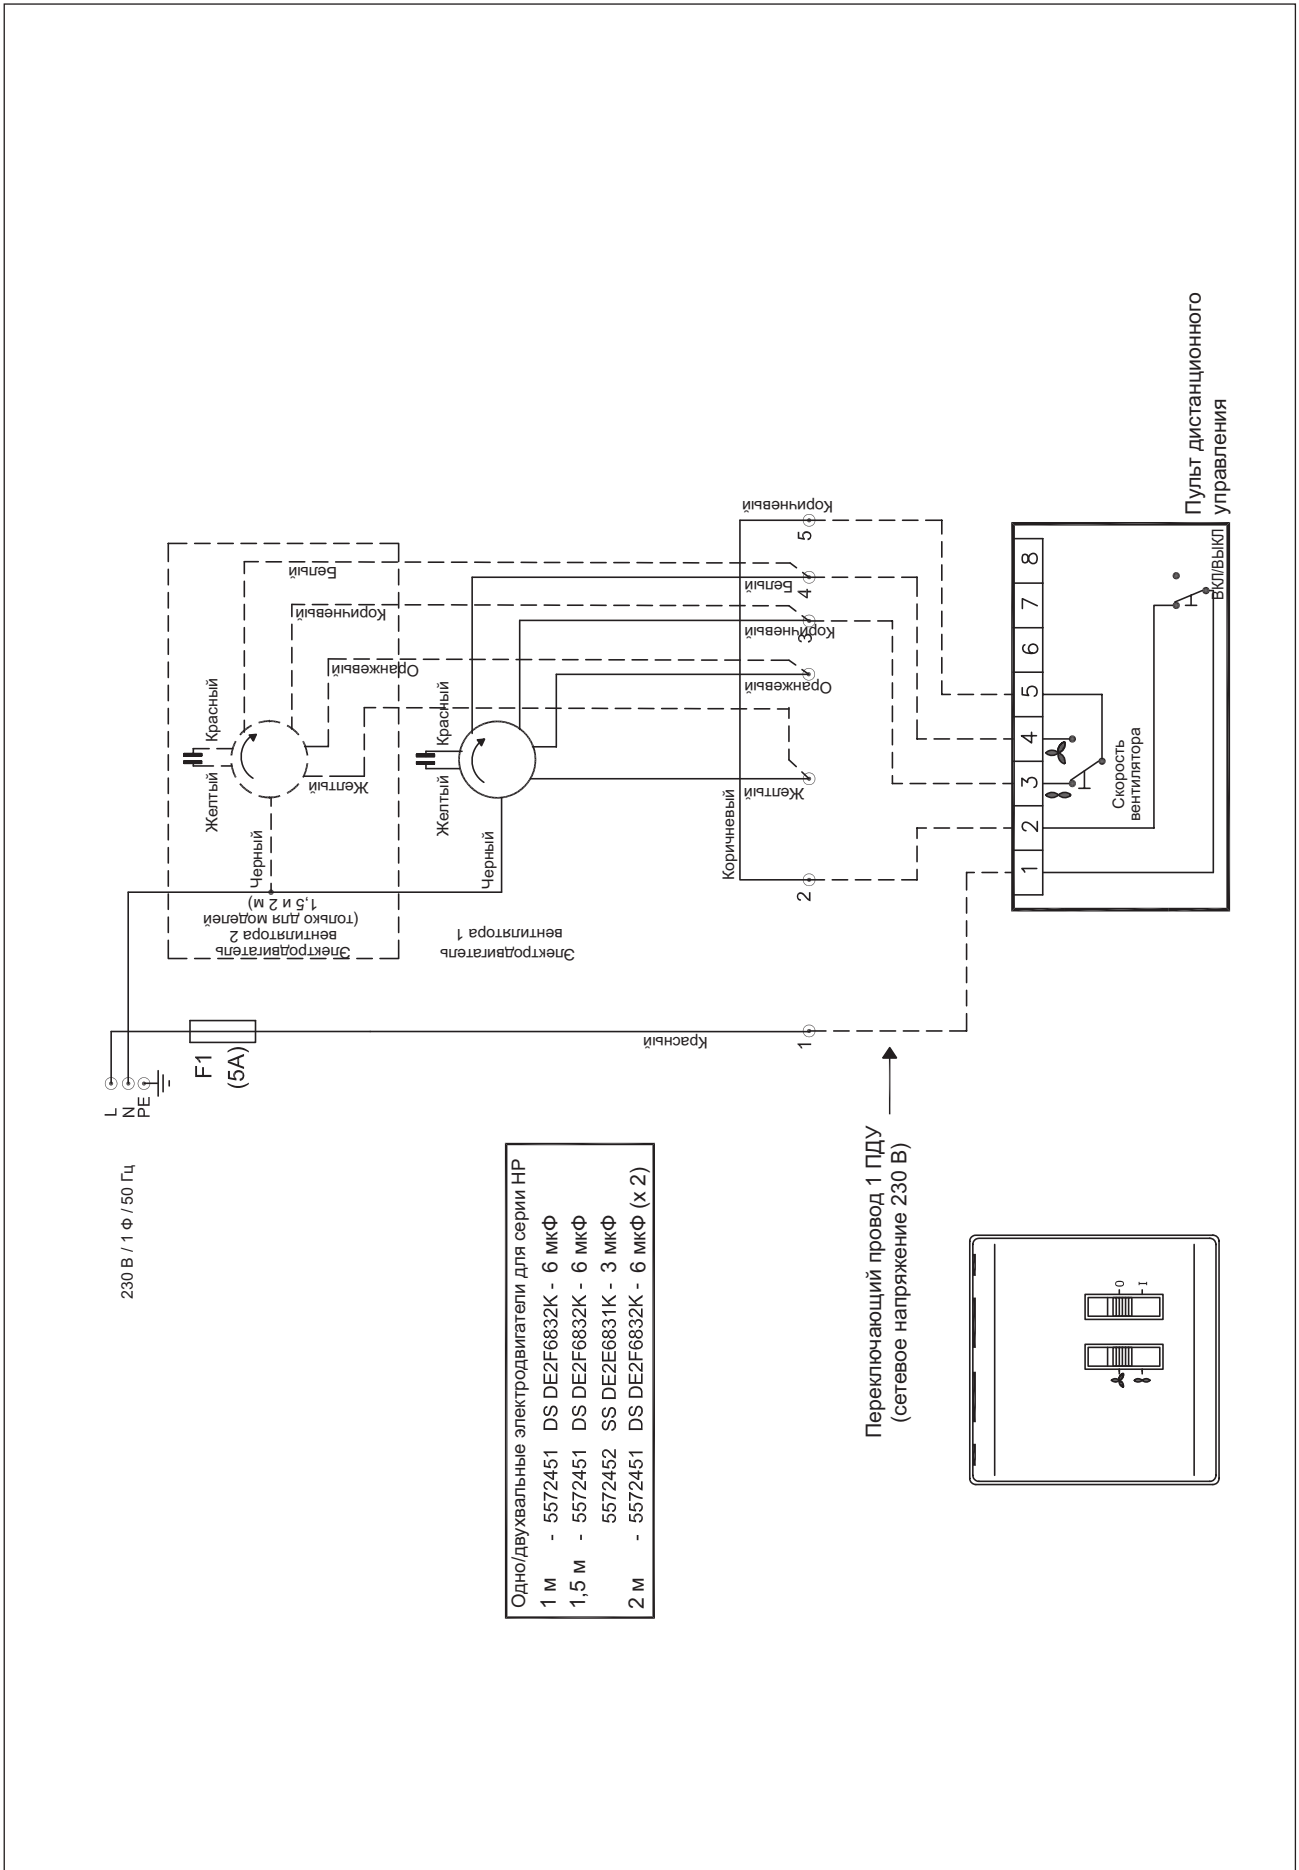 230 В / 1 Ф / 50 Гц
L
N
PE
F1
(5A)
Электродвигатель
вентилятора 2
(только для моделей
1,5 и 2 м)
Черный
Желтый
Красный
Желтый
Оранжевый
Коричневый
Белый
Электродвигатель
вентилятора 1
Черный
Желтый
Красный
Красный
Коричневый
Желтый
Оранжевый
Коричневый
Белый
Коричневый
1
2
3
4
5
Одно/двухвальные электродвигатели для серии НР
1 м - 5572451 DS DE2F6832K - 6 мкФ
1,5 м - 5572451 DS DE2F6832K - 6 мкФ
5572452 SS DE2E6831K - 3 мкФ
2 м - 5572451 DS DE2F6832K - 6 мкФ (x 2)
Переключающий провод 1 ПДУ
(сетевое напряжение 230 В)
1 2 3 4 5 6 7 8
Скорость
вентилятора
ВКЛ/ВЫКЛ
Пульт дистанционного
управления
0
I